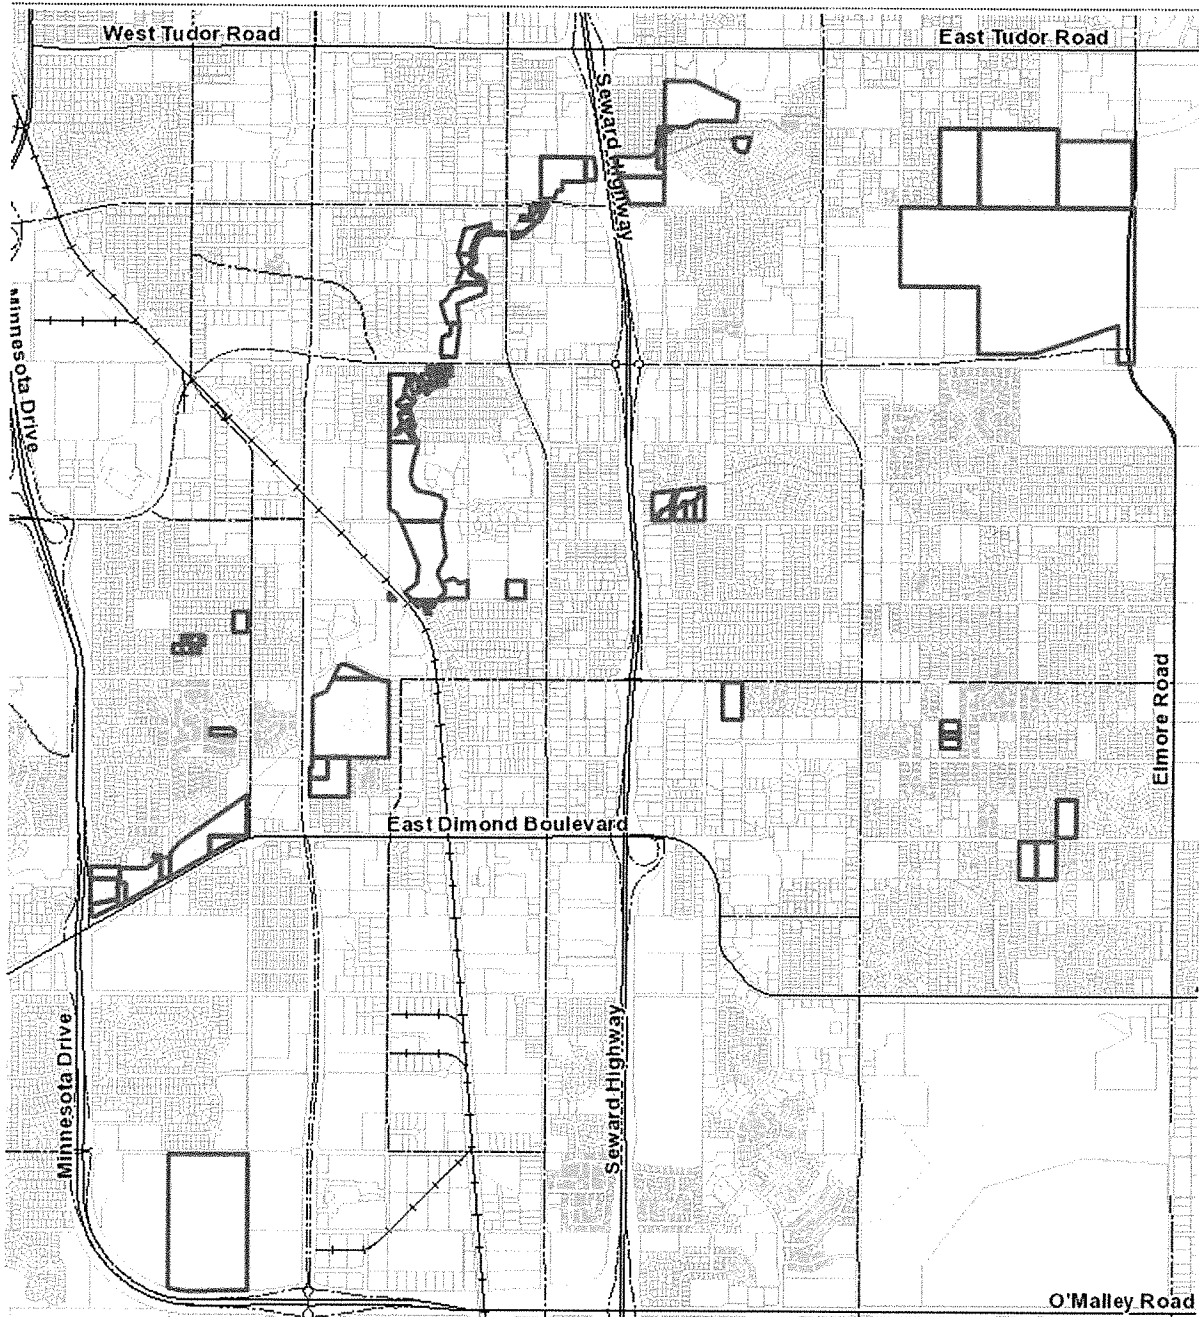 West Tudor Road
East Tudor Road
Seward Highway
Minnesota Drive
Elmore Road
East Dimond Boulevard
Minnesota Drive
Seward Highway
O'Malley Road